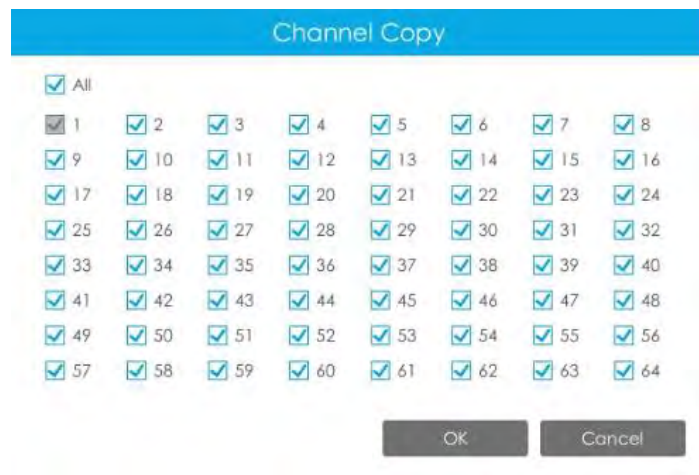 Channel Copy
All
1 2 3 4 5 6 7 8
9 10 11 12 13 14 15 16
17 18 19 20 21 22 23 24
25 26 27 28 29 30 31 32
33 34 35 36 37 38 39 40
41 42 43 44 45 46 47 48
49 50 51 52 53 54 55 56
57 58 59 60 61 62 63 64
OK Cancel